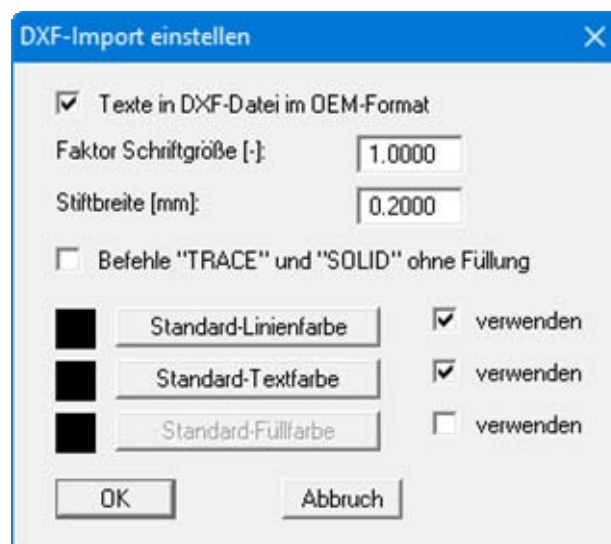 DXF-Import einstellen
Texte in DXF-Datei im OEM-Format
Faktor Schriftgröße [-]: 1.0000
Stiftbreite [mm]: 0.2000
Befehle "TRACE" und "SOLID" ohne Füllung
Standard-Linienfarbe verwenden
Standard-Textfarbe verwenden
Standard-Füllfarbe verwenden
OK Abbruch